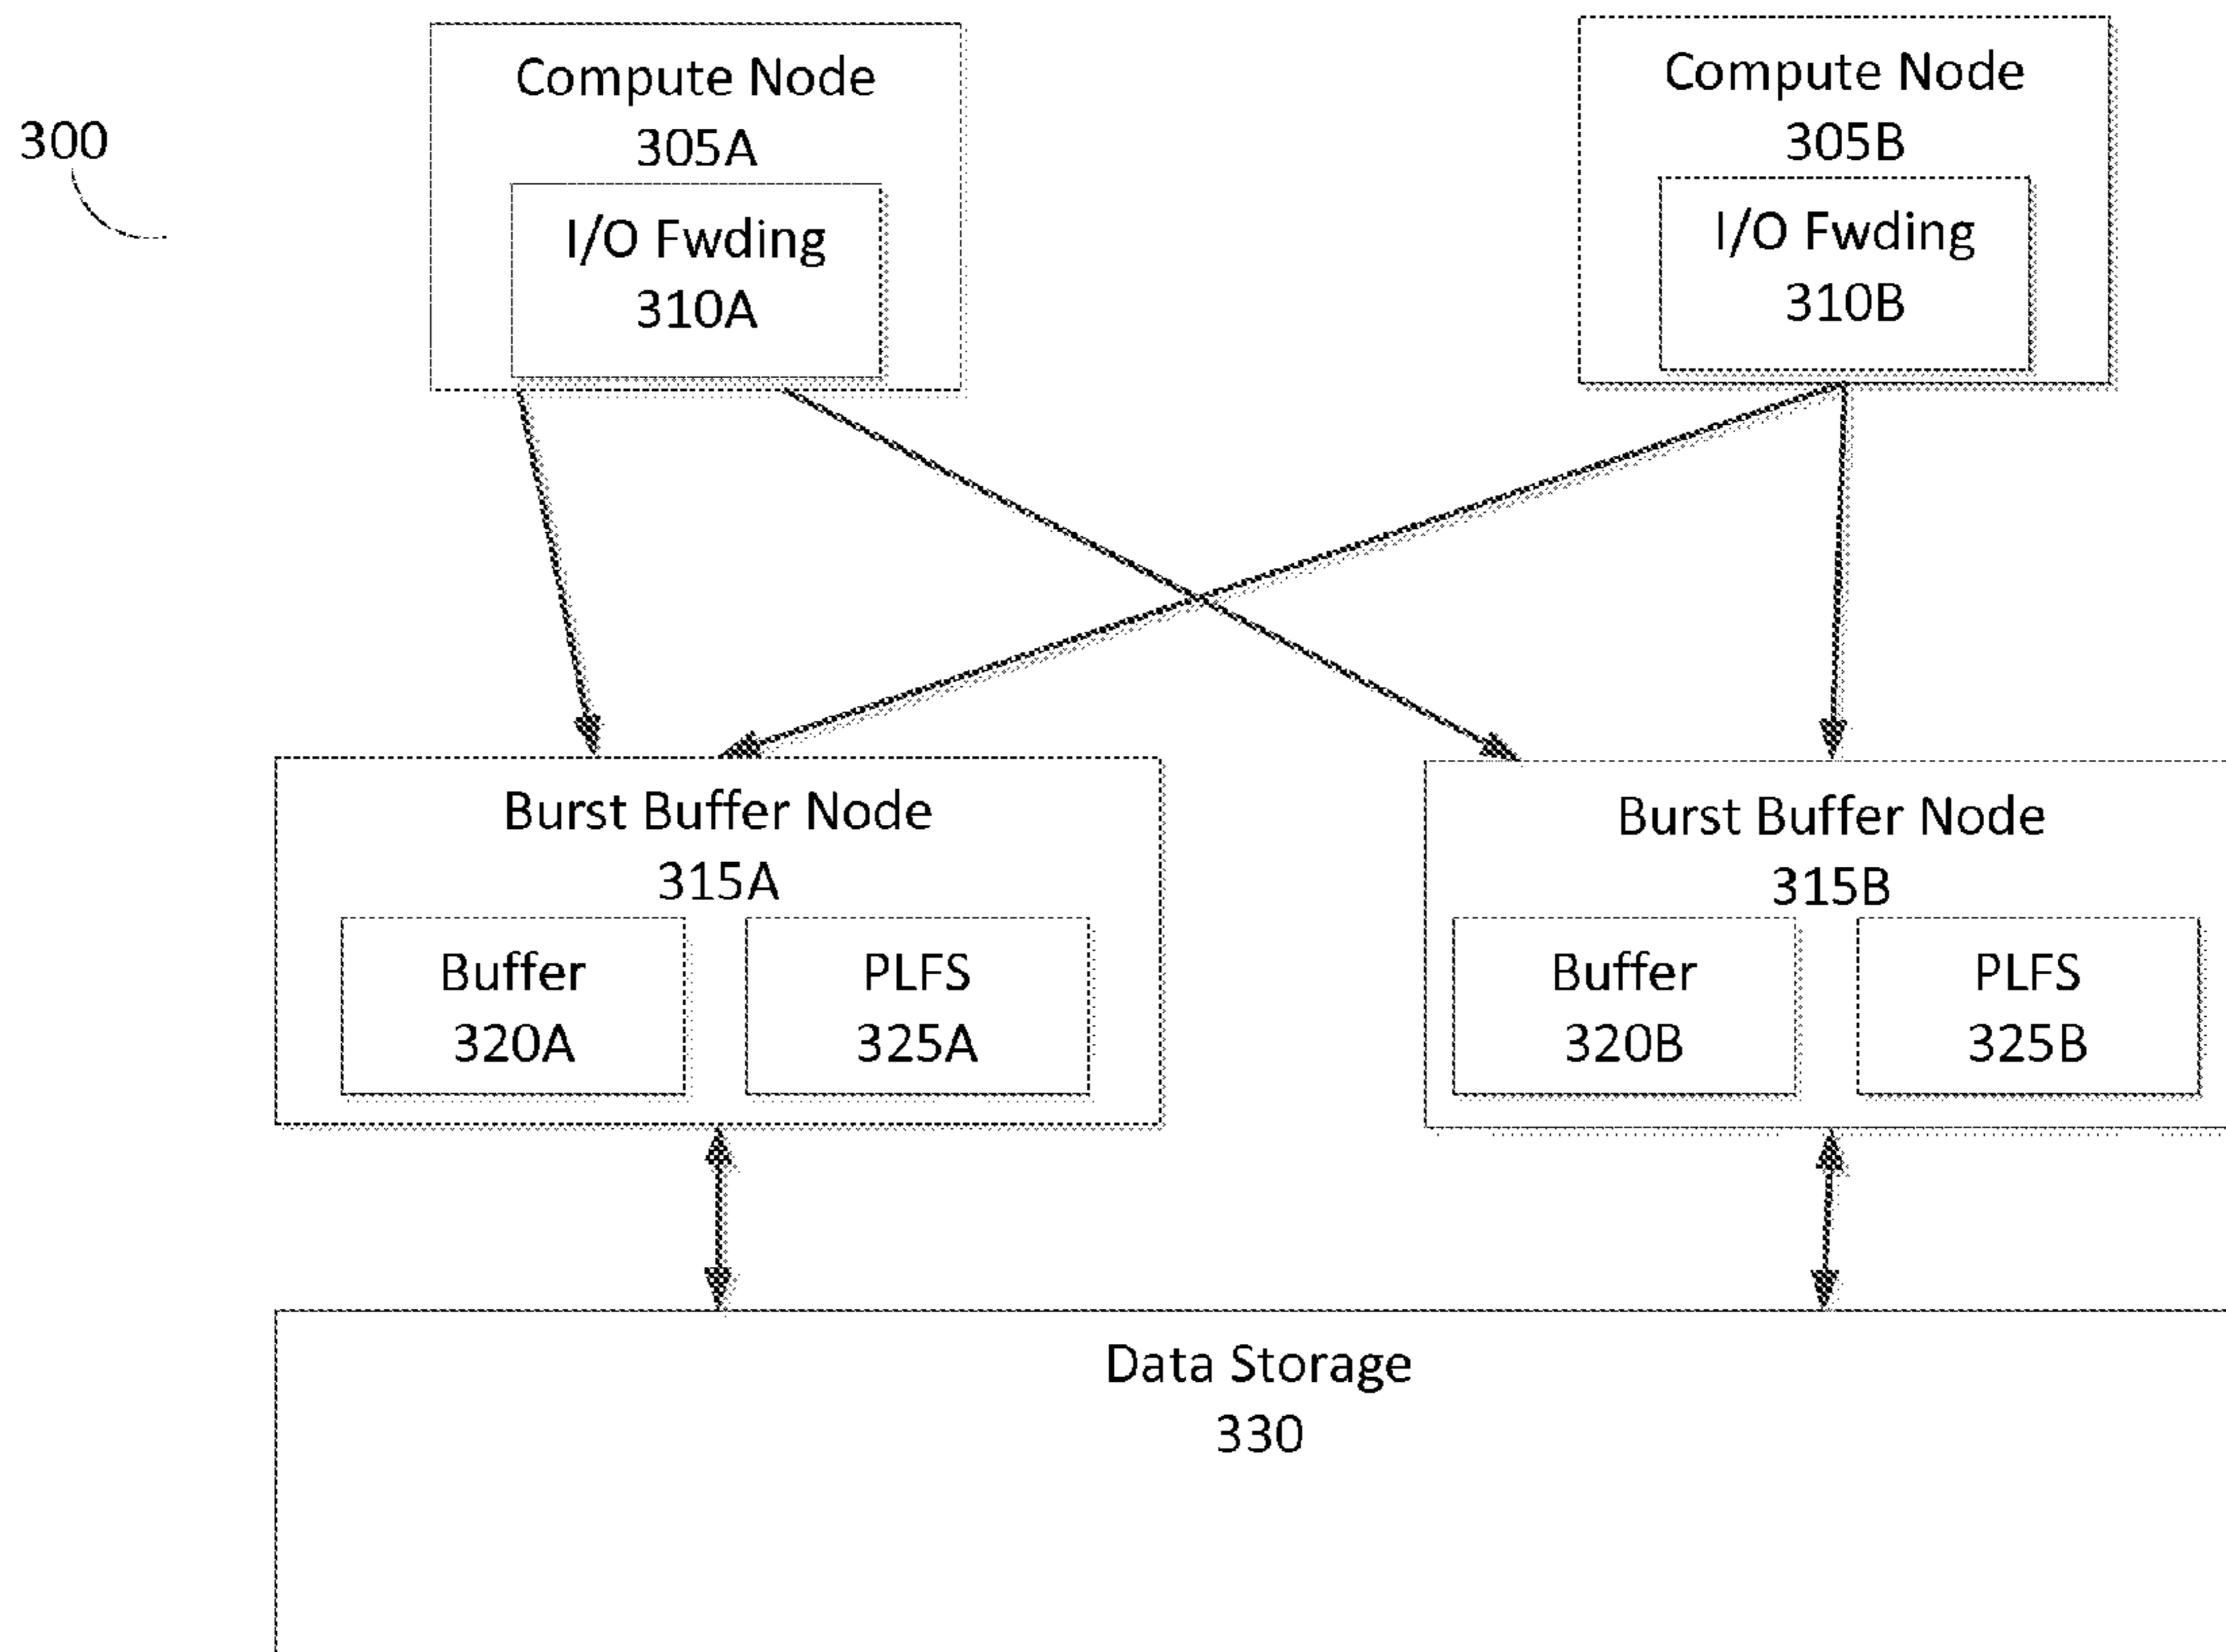 300
Compute Node
305A
I/O Fwding
310A
Compute Node
305B
I/O Fwding
310B
Burst Buffer Node
315A
Buffer
320A
PLFS
325A
Burst Buffer Node
315B
Buffer
320B
PLFS
325B
Data Storage
330